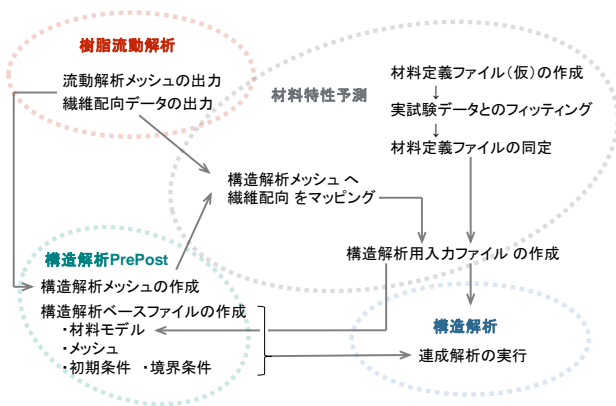 樹脂流動解析
流動解析メッシュの出力
繊維配向データの出力
材料特性予測
材料定義ファイル(仮)の作成
↓
実試験データとのフィッティング
↓
材料定義ファイルの同定
構造解析メッシュ へ
繊維配向 をマッピング
構造解析用入力ファイル の作成
構造解析PrePost
構造解析メッシュの作成
構造解析ベースファイルの作成
・材料モデル
・メッシュ
・初期条件 ・境界条件
構造解析
連成解析の実行